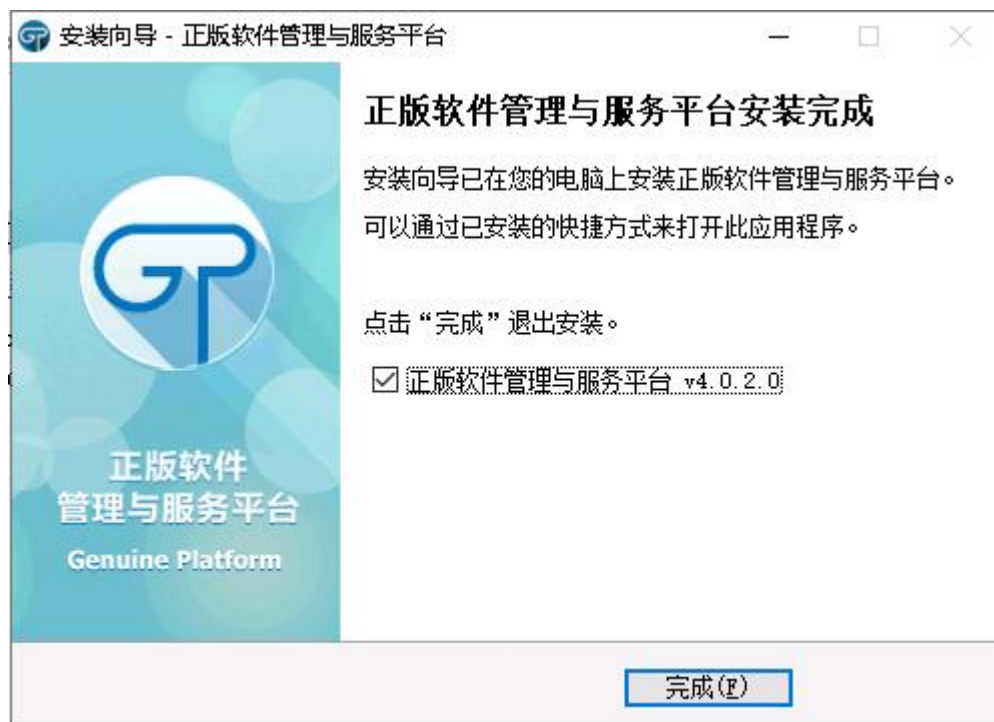 安装向导 - 正版软件管理与服务平台
正版软件管理与服务平台安装完成
安装向导已在您的电脑上安装正版软件管理与服务平台。
可以通过已安装的快捷方式来打开此应用程序。
点击“完成”退出安装。
正版软件管理与服务平台 v4.0.2.0
GT
正版软件
管理与服务平台
Genuine Platform
完成(F)